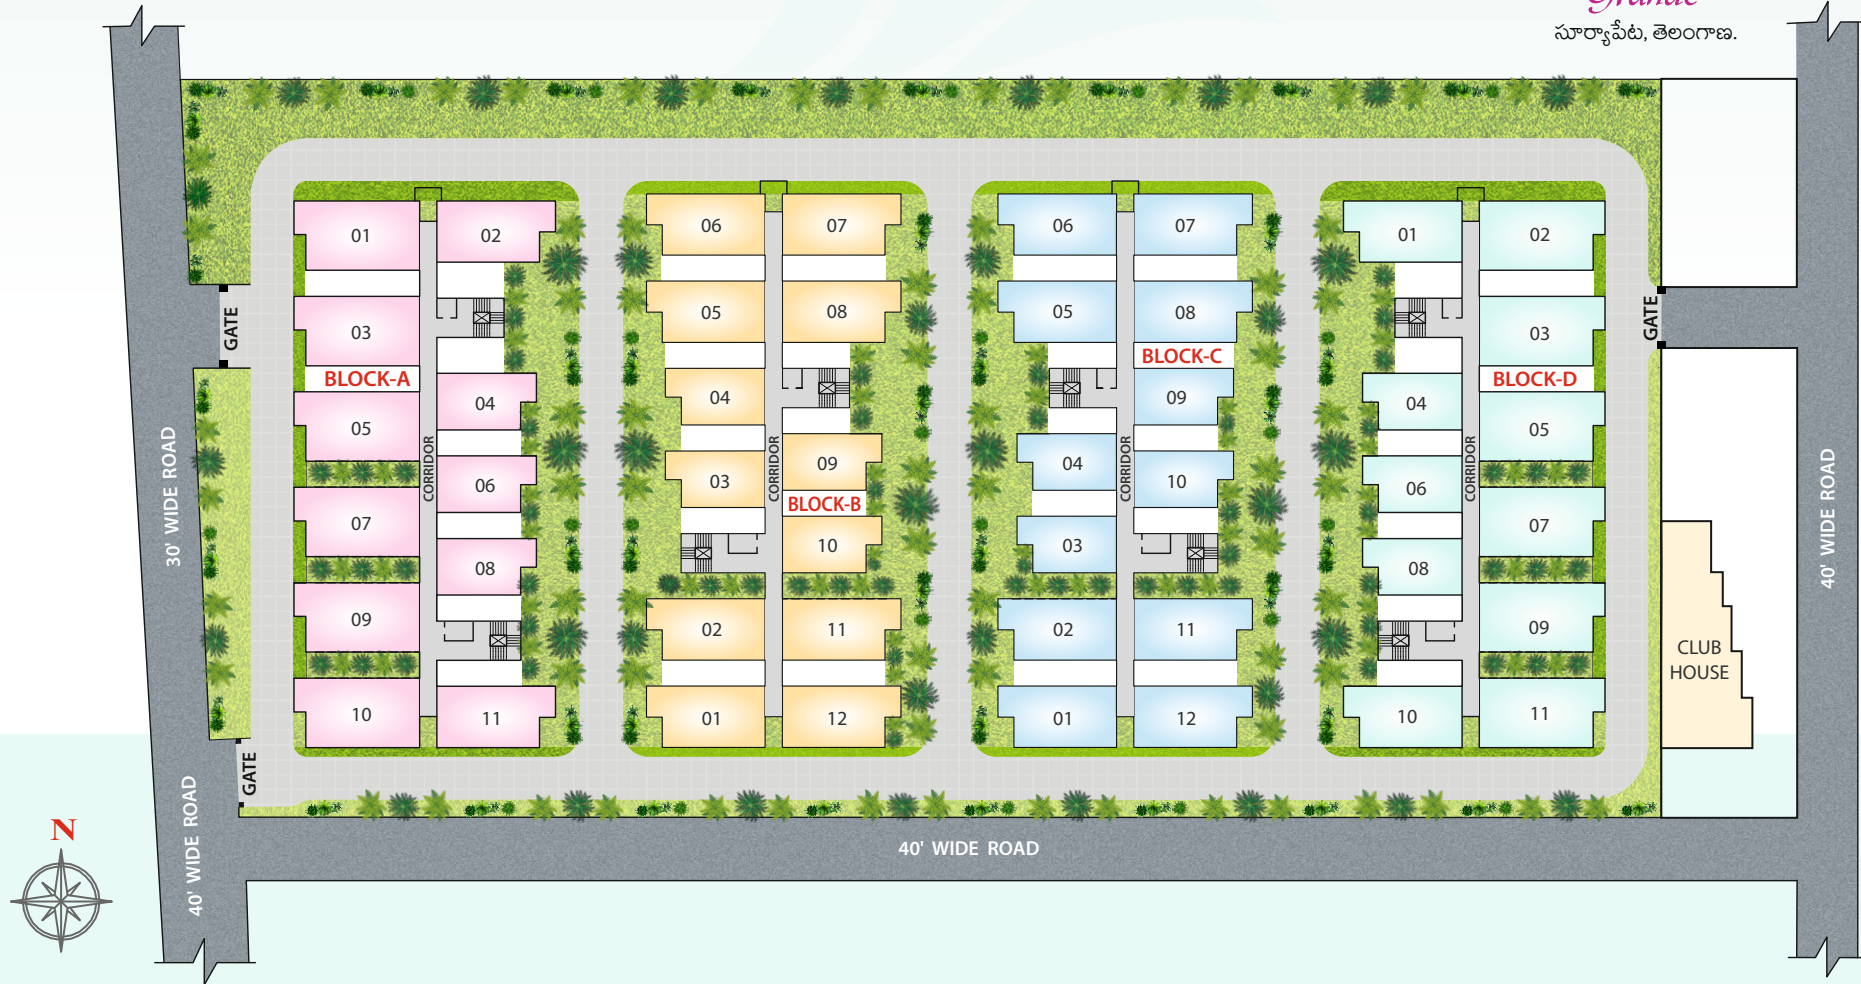 Grande
సూర్యాపేట, తెలంగాణ.
01
02
03
BLOCK-A
04
05
06
07
08
09
10
11
CORRIDOR
06
07
05
08
04
03
09
BLOCK-B
10
02
11
01
12
CORRIDOR
06
07
05
08
BLOCK-C
09
04
10
03
02
11
01
12
CORRIDOR
01
02
03
BLOCK-D
04
05
06
07
08
09
10
11
CORRIDOR
GATE
GATE
GATE
30' WIDE ROAD
40' WIDE ROAD
40' WIDE ROAD
40' WIDE ROAD
CLUB
HOUSE
N